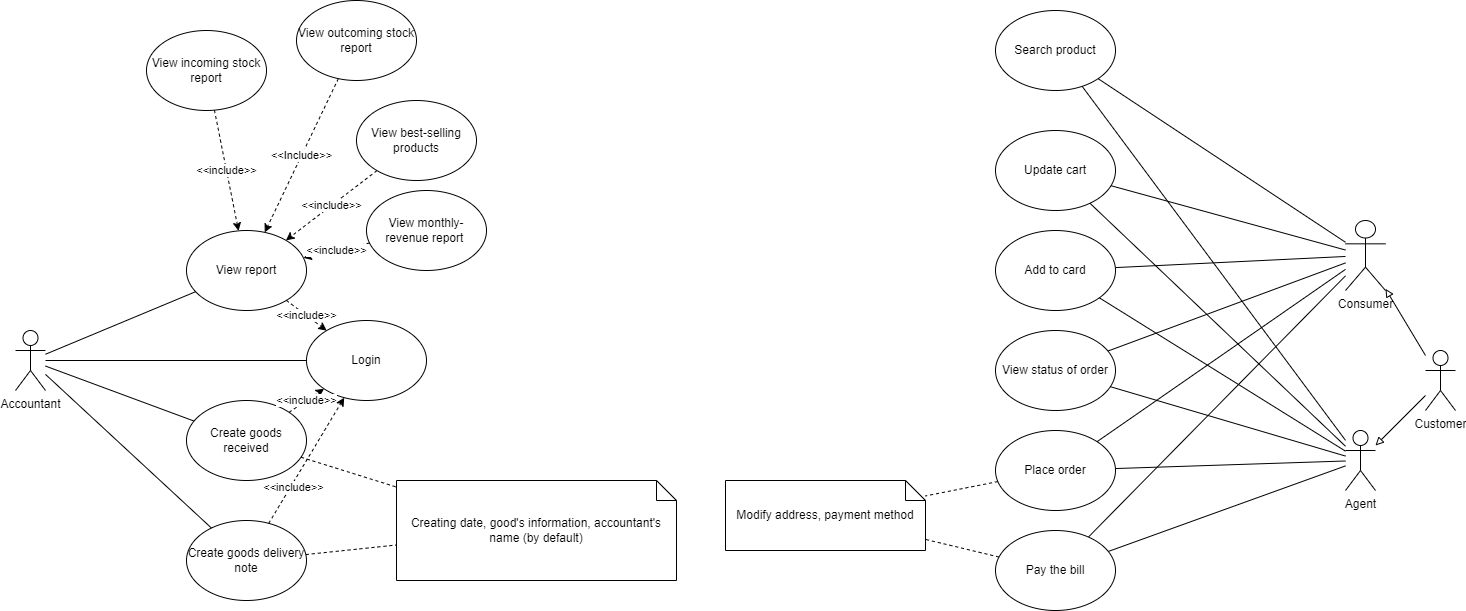 View outcoming stock
report
View incoming stock
report
View best-selling
products
<<Include>>
<<include>>
<<include>>
View monthly-
revenue report
<<include>>
View report
<<include>>
Login
Accountant
<<include>>
Create goods
received
<<include>>
Creating date, good's information, accountant's
name (by default)
Create goods delivery
note
Search product
Update cart
Add to card
Consumer
View status of order
Customer
Place order
Agent
Modify address, payment method
Pay the bill